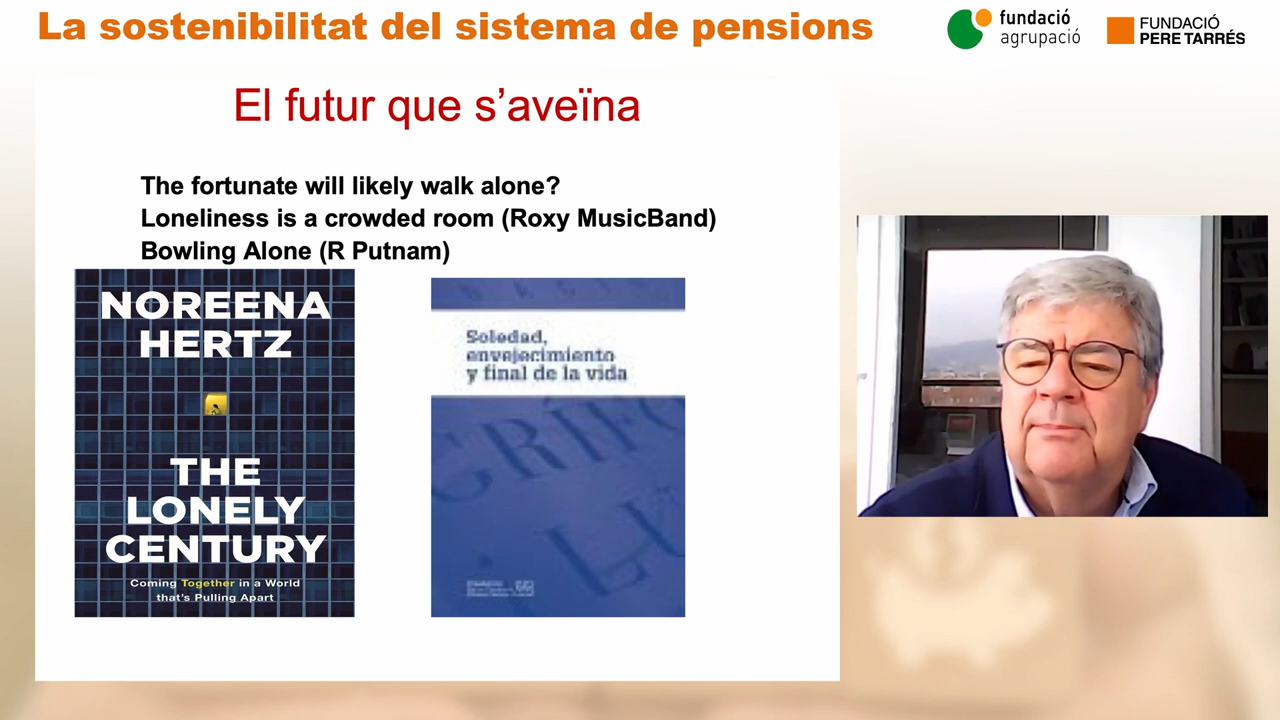 La sostenibilitat del sistema de pensions
fundació
agrupació
FUNDACIÓ
PERE TARRÉS
El futur que s’aveïna
The fortunate will likely walk alone?
Loneliness is a crowded room (Roxy MusicBand)
Bowling Alone (R Putnam)
NOREENA
HERTZ
THE
LONELY
CENTURY
Coming Together in a World
that's Pulling Apart
Soledad,
envejecimiento
y final de la vida